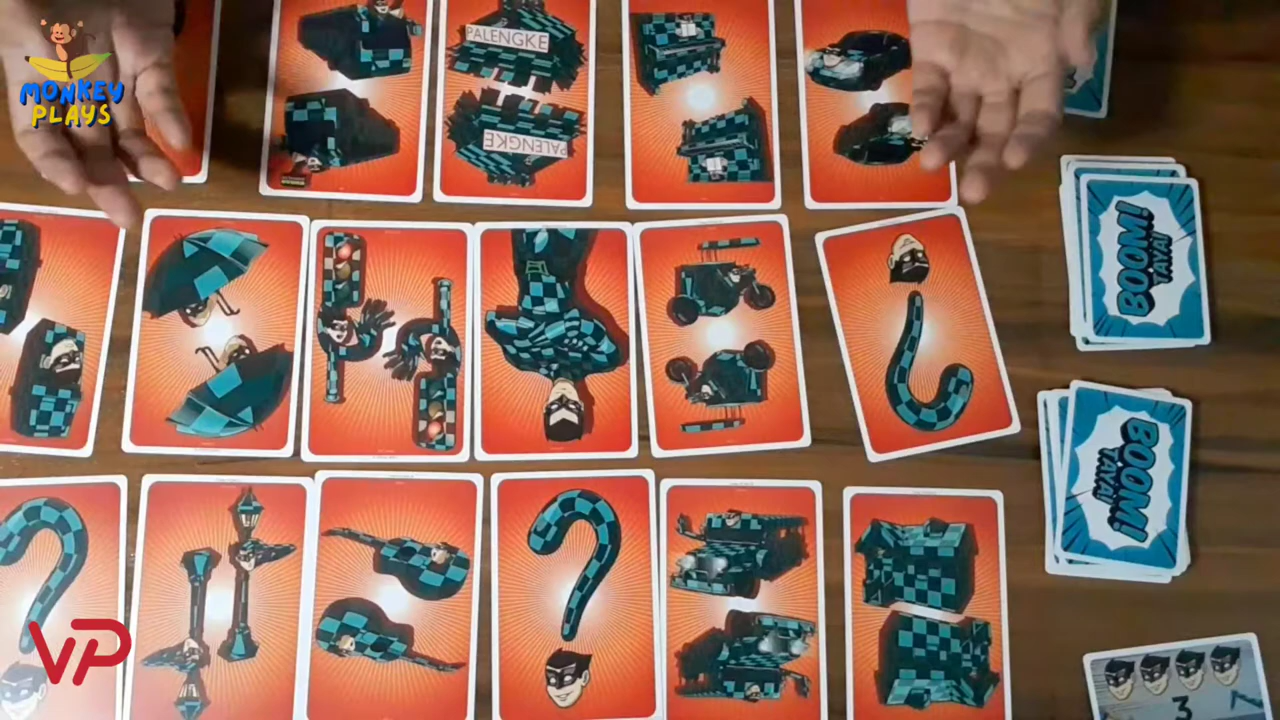 MONKEY
PLAYS
PALENGKE
PALENGKE
BOOM!
TAYA!
BOOM!
TAYA!
3
VP